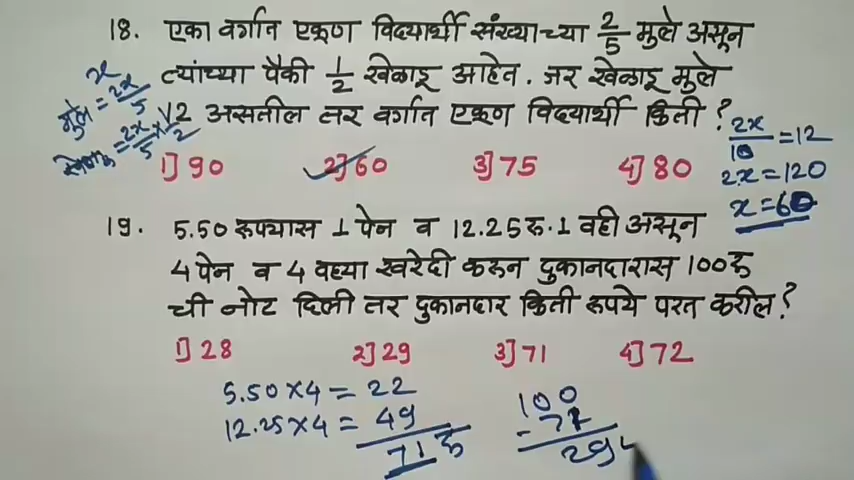 18. एका वर्गात एकूण विद्यार्थी संख्याच्या 2/5 मुले असून
त्यांच्या पैकी 1/2 खेळाडू आहेत. जर खेळाडू मुले
12 असतील तर वर्गात एकूण विद्यार्थी किती ?
x
मुले = 2x/5
खेळाडू = 2x/5 × 1/2
2x/10 = 12
2x = 120
x = 60
1] 90 2] 60 3] 75 4] 80
19. 5.50 रुपयास 1 पेन व 12.25 रु. 1 वही असून
4 पेन व 4 वह्या खरेदी करुन दुकानदारास 100 रु
ची नोट दिली तर दुकानदार किती रुपये परत करील ?
1] 28 2] 29 3] 71 4] 72
5.50 × 4 = 22
12.25 × 4 = 49
71 रु
100
- 71
29